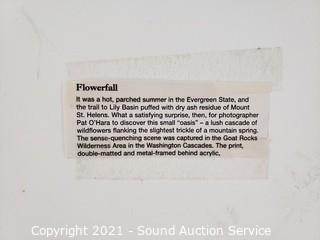 Flowerfall
It was a hot, parched summer in the Evergreen State, and
the trail to Lily Basin puffed with dry ash residue of Mount
St. Helens. What a satisfying surprise, then, for photographer
Pat O'Hara to discover this small "oasis" – a lush cascade of
wildflowers flanking the slightest trickle of a mountain spring.
The sense-quenching scene was captured in the Goat Rocks
Wilderness Area in the Washington Cascades. The print,
double-matted and metal-framed behind acrylic,
Copyright 2021 - Sound Auction Service